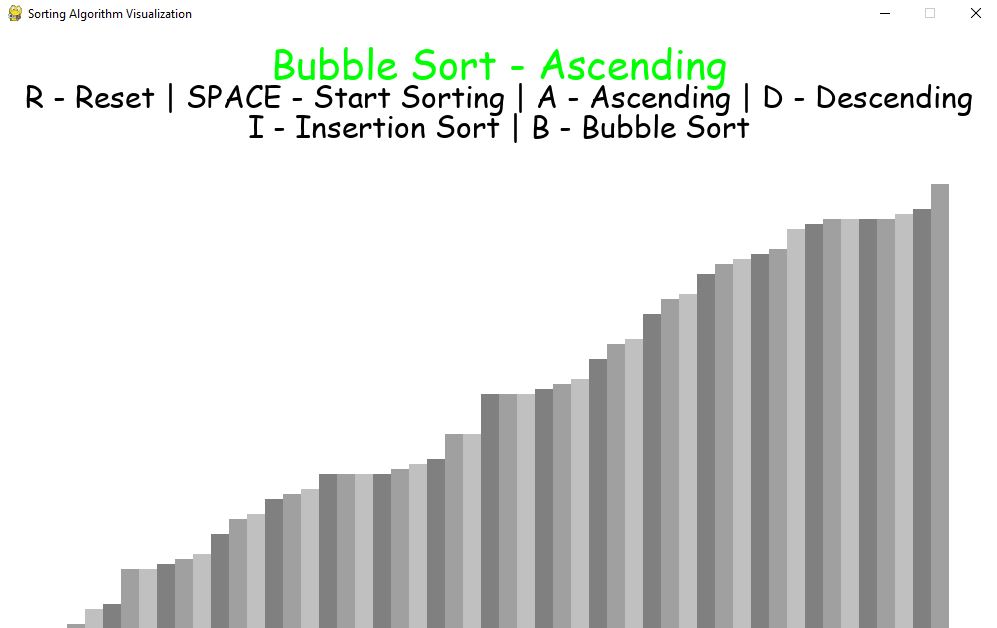 Sorting Algorithm Visualization
Bubble Sort - Ascending
R - Reset | SPACE - Start Sorting | A - Ascending | D - Descending
I - Insertion Sort | B - Bubble Sort